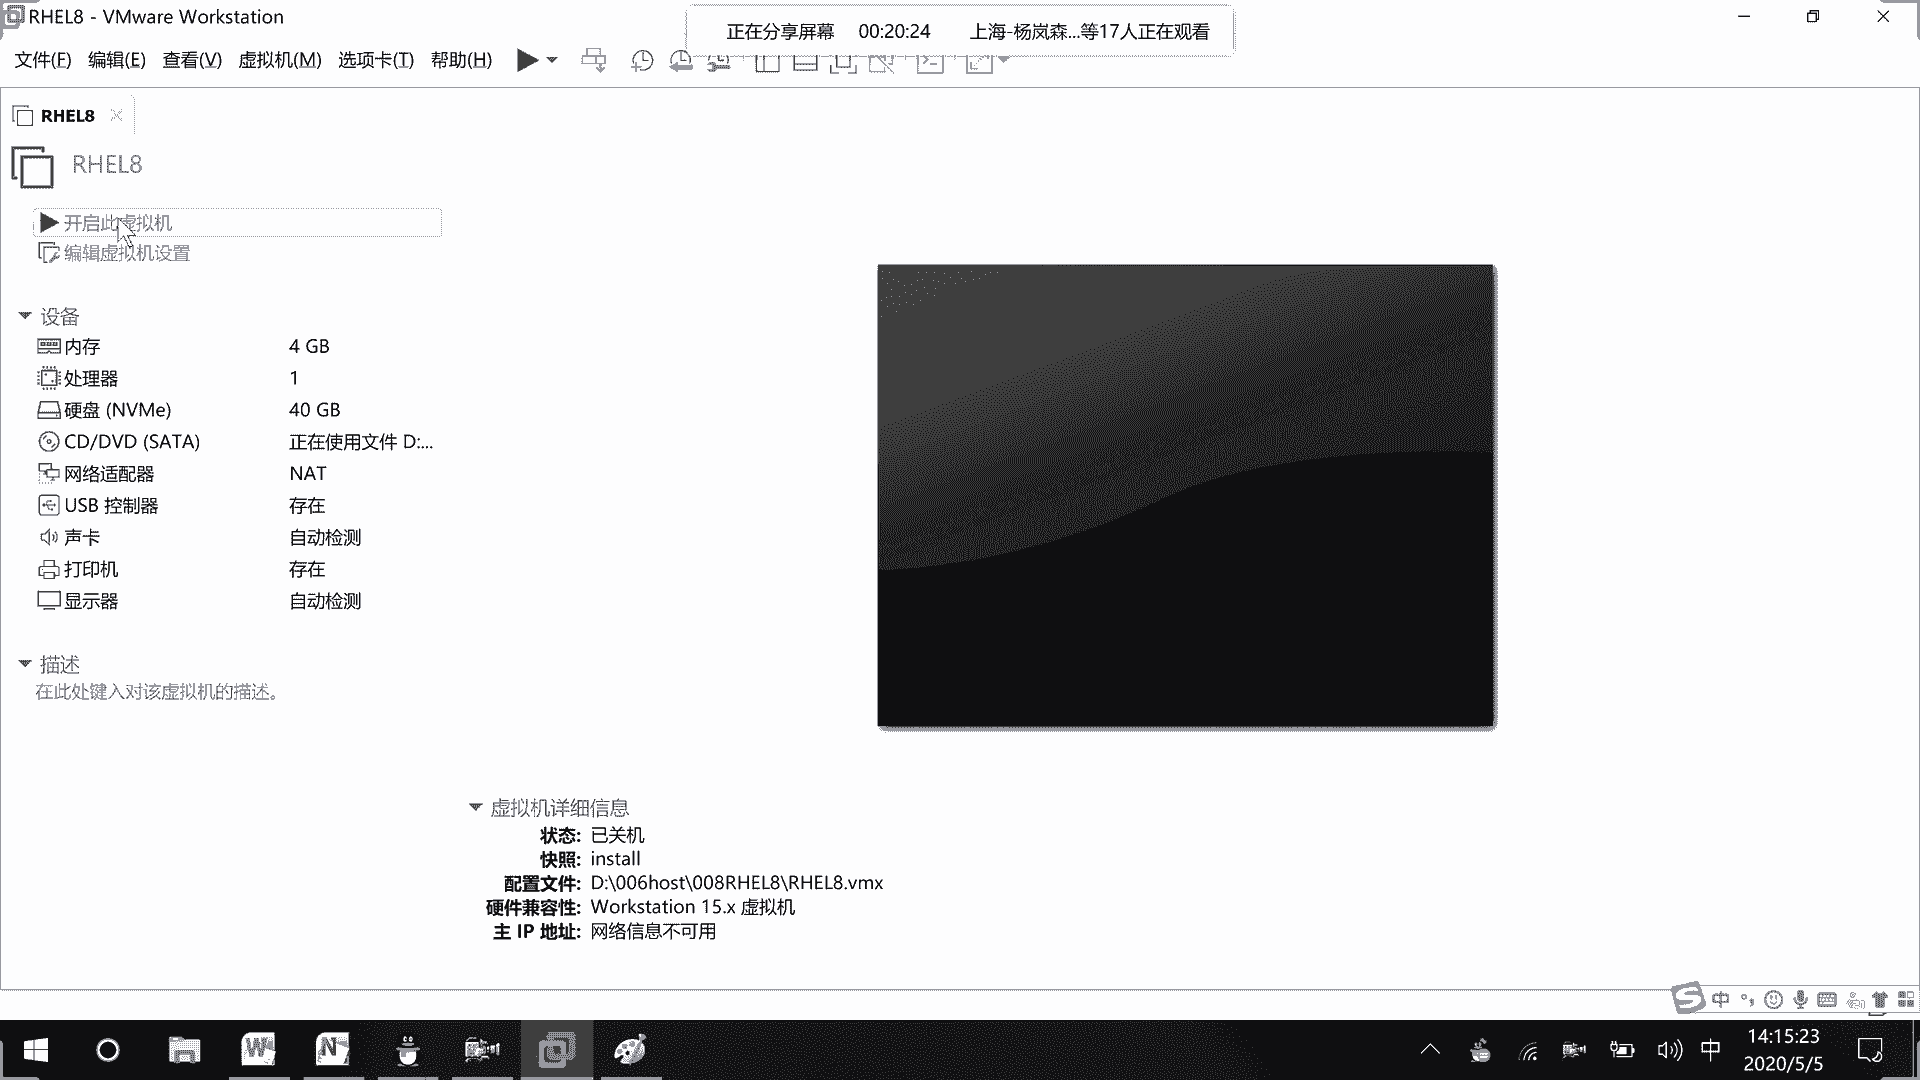 RHEL8 - VMware Workstation
正在分享屏幕 00:20:24 上海-杨岚森...等17人正在观看
文件(F) 编辑(E) 查看(V) 虚拟机(M) 选项卡(T) 帮助(H)
RHEL8
RHEL8
开启此虚拟机
编辑虚拟机设置
设备
内存 4 GB
处理器 1
硬盘 (NVMe) 40 GB
CD/DVD (SATA) 正在使用文件 D:...
网络适配器 NAT
USB 控制器 存在
声卡 自动检测
打印机 存在
显示器 自动检测
描述
在此处键入对该虚拟机的描述。
虚拟机详细信息
状态: 已关机
快照: install
配置文件: D:\006host\008RHEL8\RHEL8.vmx
硬件兼容性: Workstation 15.x 虚拟机
主 IP 地址: 网络信息不可用
中
中 14:15:23
2020/5/5